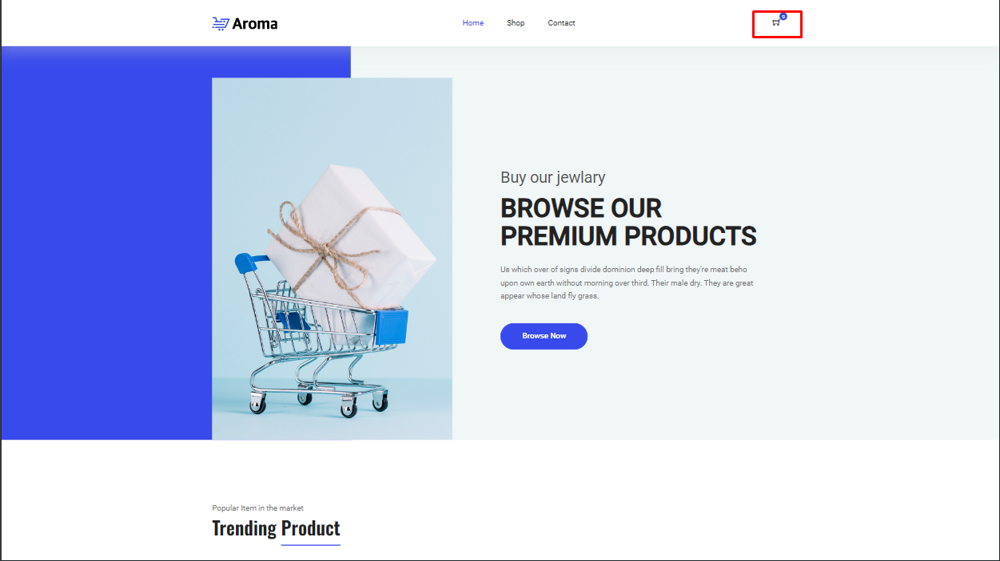 Aroma
Home Shop Contact
0
Buy our jewlary
BROWSE OUR
PREMIUM PRODUCTS
Us which over of signs divide dominion deep fill bring they're meat beho
upon own earth without morning over third. Their male dry. They are great
appear whose land fly grass.
Browse Now
Popular Item in the market
Trending Product